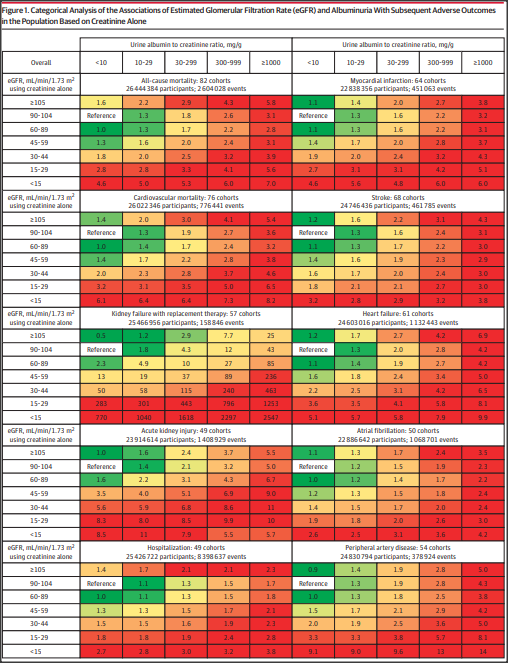 Figure 1. Categorical Analysis of the Associations of Estimated Glomerular Filtration Rate (eGFR) and Albuminuria With Subsequent Adverse Outcomes
in the Population Based on Creatinine Alone
Urine albumin to creatinine ratio, mg/g Urine albumin to creatinine ratio, mg/g
Overall <10 10-29 30-299 300-999 ≥1000 <10 10-29 30-299 300-999 ≥1000
eGFR, mL/min/1.73 m2 All-cause mortality: 82 cohorts Myocardial infarction: 64 cohorts
using creatinine alone 26 444 384 participants; 2 604 028 events 22 838 356 participants; 451 063 events
≥105 1.6 2.2 2.9 4.3 5.8 1.1 1.4 2.0 2.7 3.8
90-104 Reference 1.3 1.8 2.6 3.1 Reference 1.3 1.6 2.2 3.2
60-89 1.0 1.3 1.7 2.2 2.8 1.1 1.3 1.6 2.2 3.1
45-59 1.3 1.6 2.0 2.4 3.1 1.4 1.7 2.0 2.8 3.7
30-44 1.8 2.0 2.5 3.2 3.9 1.9 2.0 2.4 3.2 4.3
15-29 2.8 2.8 3.3 4.1 5.6 2.7 3.1 3.1 4.2 5.1
<15 4.6 5.0 5.3 6.0 7.0 4.6 5.6 4.8 6.0 6.0
eGFR, mL/min/1.73 m2 Cardiovascular mortality: 76 cohorts Stroke: 68 cohorts
using creatinine alone 26 022 346 participants; 776 441 events 24 746 436 participants; 461 785 events
≥105 1.4 2.0 3.0 4.1 5.4 1.2 1.6 2.2 3.1 4.3
90-104 Reference 1.3 1.9 2.7 3.6 Reference 1.3 1.6 2.4 3.1
60-89 1.0 1.4 1.7 2.4 3.2 1.1 1.3 1.7 2.2 3.0
45-59 1.4 1.7 2.2 2.8 3.8 1.4 1.6 1.9 2.3 2.9
30-44 2.0 2.3 2.8 3.7 4.6 1.6 1.7 2.0 2.4 3.0
15-29 3.2 3.1 3.5 5.0 6.5 1.8 2.1 2.1 2.7 3.0
<15 6.1 6.4 6.4 7.3 8.2 3.2 2.8 2.9 3.2 3.8
eGFR, mL/min/1.73 m2 Kidney failure with replacement therapy: 57 cohorts Heart failure: 61 cohorts
using creatinine alone 25 466 956 participants; 158 846 events 24 603 016 participants; 1 132 443 events
≥105 0.5 1.2 2.9 7.7 25 1.2 1.7 2.7 4.2 6.9
90-104 Reference 1.8 4.3 12 43 Reference 1.3 2.0 2.8 4.2
60-89 2.3 4.9 10 27 85 1.1 1.4 1.9 2.7 4.2
45-59 13 19 37 89 236 1.6 1.8 2.4 3.4 5.0
30-44 50 58 115 240 463 2.2 2.5 3.1 4.2 6.5
15-29 283 301 443 796 1253 3.6 3.5 4.1 5.8 8.3
<15 770 1040 1618 2297 2547 5.1 5.7 5.8 7.9 9.9
eGFR, mL/min/1.73 m2 Acute kidney injury: 49 cohorts Atrial fibrillation: 50 cohorts
using creatinine alone 23 914 614 participants; 1 408 929 events 22 886 642 participants; 1 068 701 events
≥105 1.0 1.6 2.4 3.7 5.5 1.1 1.3 1.7 2.4 3.5
90-104 Reference 1.4 2.1 3.2 5.0 Reference 1.2 1.5 1.9 2.3
60-89 1.6 2.2 3.1 4.3 6.7 1.0 1.2 1.4 1.7 2.2
45-59 3.5 4.0 5.1 6.9 9.0 1.2 1.3 1.5 1.8 2.4
30-44 5.6 5.9 6.8 8.6 11 1.4 1.5 1.7 2.0 2.4
15-29 8.3 8.0 8.5 9.9 10 1.9 1.8 2.0 2.6 3.0
<15 8.5 11 7.9 5.5 5.7 2.6 2.5 3.1 3.6 4.2
eGFR, mL/min/1.73 m2 Hospitalization: 49 cohorts Peripheral artery disease: 54 cohorts
using creatinine alone 25 426 722 participants; 8 398 637 events 24 830 794 participants; 378 924 events
≥105 1.4 1.7 2.1 2.1 2.3 0.9 1.4 1.9 2.8 5.0
90-104 Reference 1.1 1.3 1.5 1.7 Reference 1.3 1.9 2.8 4.3
60-89 1.0 1.1 1.3 1.5 1.8 1.0 1.3 1.8 2.5 3.8
45-59 1.3 1.3 1.5 1.7 2.1 1.5 1.7 2.1 2.9 4.2
30-44 1.5 1.5 1.6 1.9 2.3 2.0 1.9 2.5 3.6 5.0
15-29 1.8 1.8 1.9 2.4 2.8 3.3 3.3 3.8 5.7 8.1
<15 2.7 2.8 3.0 3.2 3.8 9.1 9.0 9.6 13 14